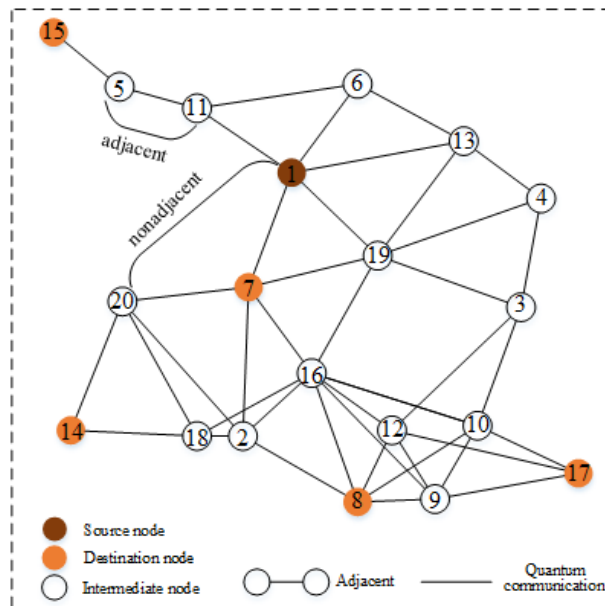 15
5
11
6
adjacent
13
1
nonadjacent
4
19
7
20
3
16
14
18
2
12
10
8
9
17
Source node
Destination node
Intermediate node
Adjacent
Quantum
communication